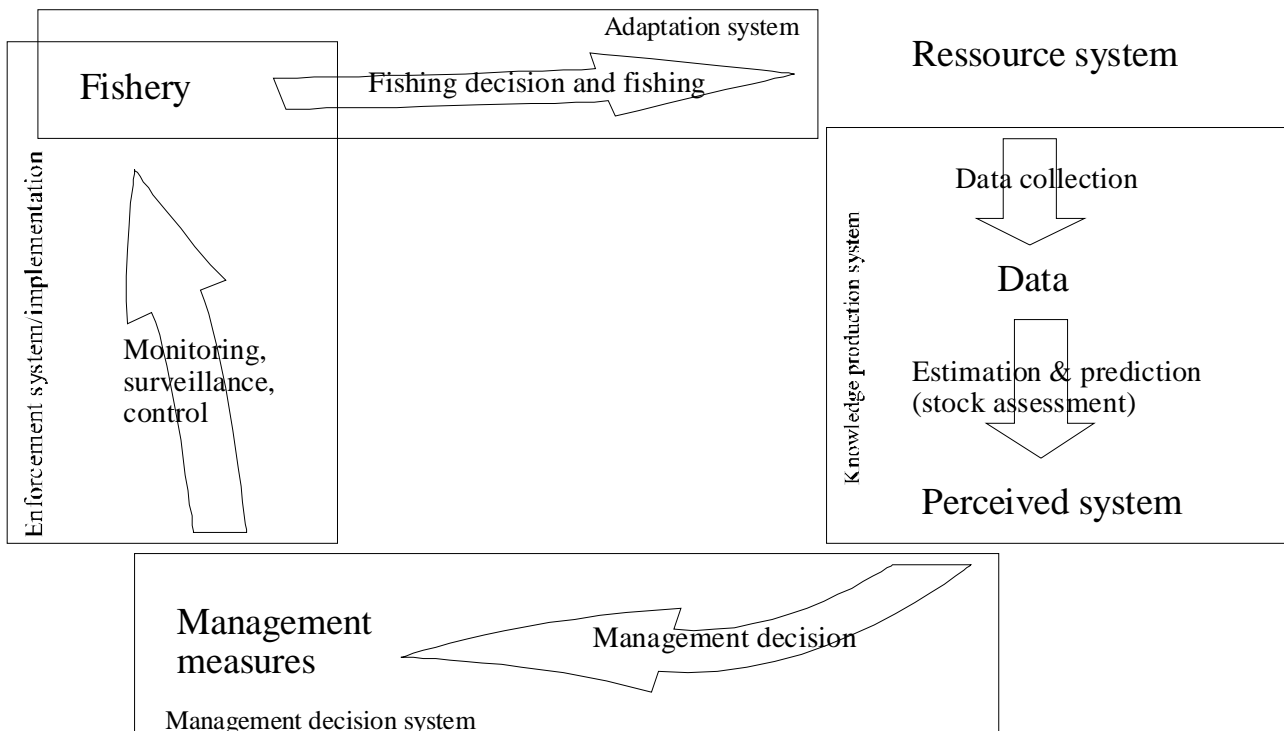 Adaptation system
Ressource system
Fishery
Fishing decision and fishing
Enforcement system/implementation
Monitoring,
surveillance,
control
Knowledge production system
Data collection
Data
Estimation & prediction
(stock assessment)
Perceived system
Management
measures
Management decision
Management decision system